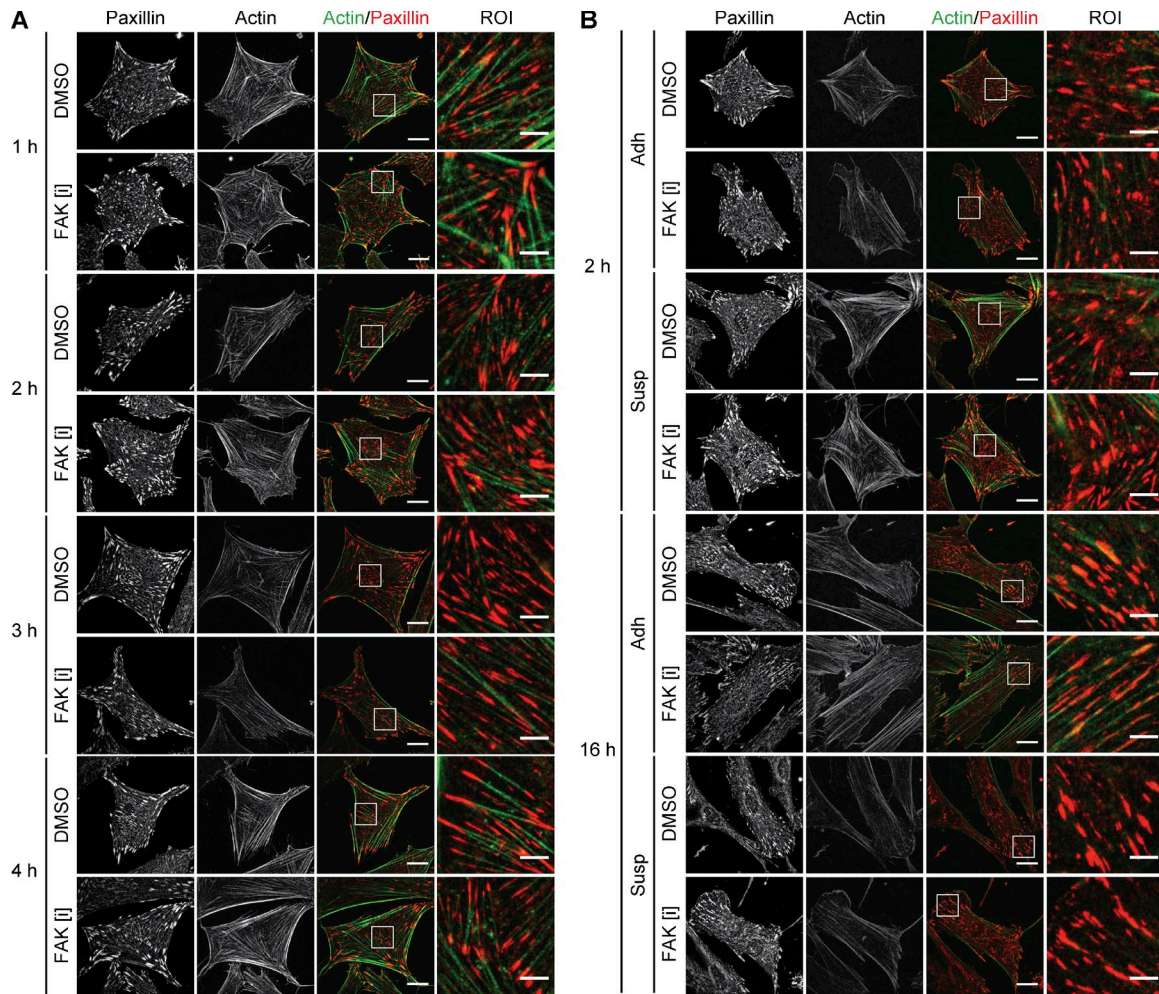 A
Paxillin Actin Actin/Paxillin ROI
1 h
DMSO
FAK [i]
2 h
DMSO
FAK [i]
3 h
DMSO
FAK [i]
4 h
DMSO
FAK [i]
B
Paxillin Actin Actin/Paxillin ROI
2 h
Adh
DMSO
FAK [i]
Susp
DMSO
FAK [i]
16 h
Adh
DMSO
FAK [i]
Susp
DMSO
FAK [i]